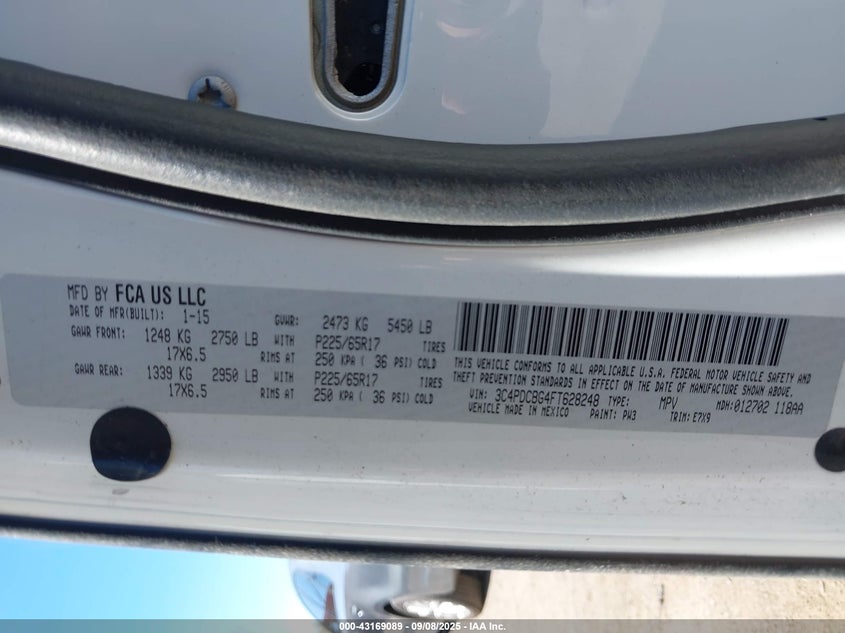 MFD BY FCA US LLC
DATE OF MFR(BUILT): 1-15 GVWR: 2473 KG 5450 LB
GAWR FRONT: 1248 KG 2750 LB WITH P225/65R17 TIRES
17X6.5 RIMS AT 250 KPA ( 36 PSI) COLD
GAWR REAR: 1339 KG 2950 LB WITH P225/65R17 TIRES
17X6.5 RIMS AT 250 KPA ( 36 PSI) COLD
THIS VEHICLE CONFORMS TO ALL APPLICABLE U.S.A. FEDERAL MOTOR VEHICLE SAFETY AND
THEFT PREVENTION STANDARDS IN EFFECT ON THE DATE OF MANUFACTURE SHOWN ABOVE.
VIN: 3C4PDCBG4FT628248 TYPE: MPV MDH:012702 118AA
VEHICLE MADE IN MEXICO PAINT: PW3 TRIM: E7X9
000-43169089 - 09/08/2025 - IAA Inc.